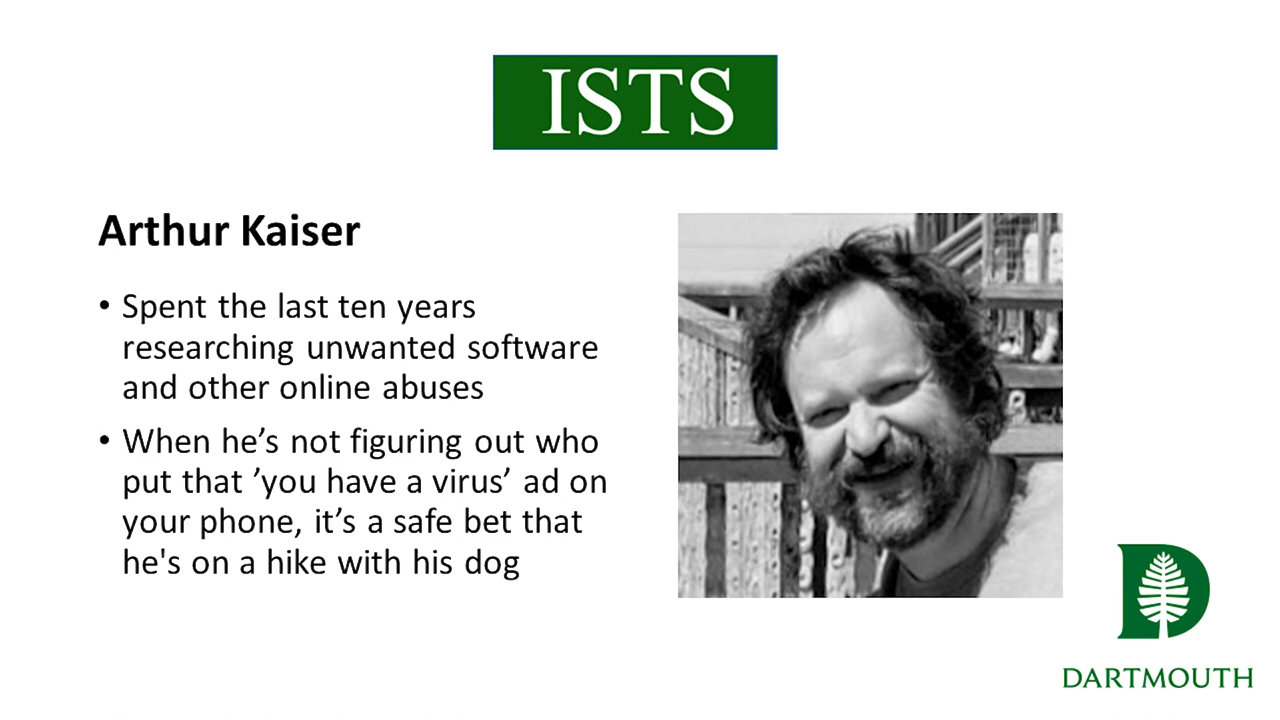 ISTS
Arthur Kaiser
• Spent the last ten years
researching unwanted software
and other online abuses
• When he’s not figuring out who
put that ’you have a virus’ ad on
your phone, it’s a safe bet that
he's on a hike with his dog
D
DARTMOUTH